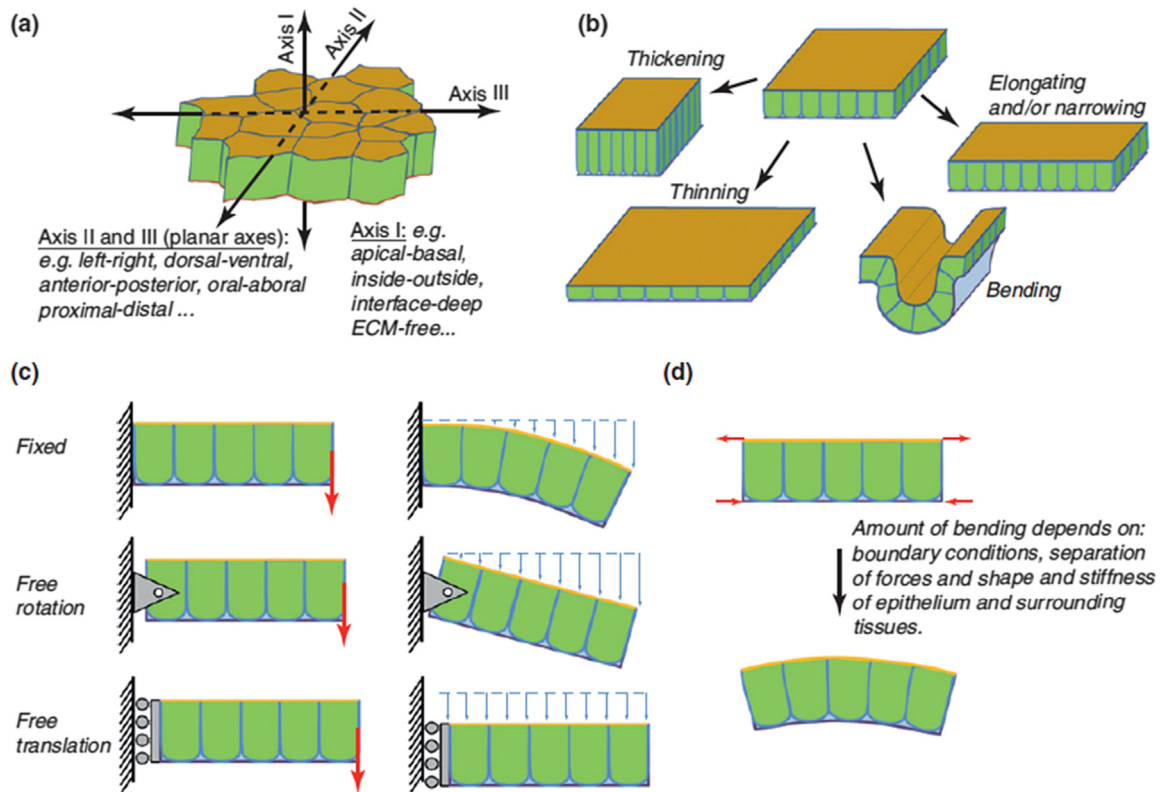 (a)
Axis I
Axis II
Axis III
Axis II and III (planar axes):
e.g. left-right, dorsal-ventral,
anterior-posterior, oral-aboral
proximal-distal ...
Axis I: e.g.
apical-basal,
inside-outside,
interface-deep
ECM-free...
(b)
Thickening
Elongating
and/or narrowing
Thinning
Bending
(c)
Fixed
Free
rotation
Free
translation
(d)
Amount of bending depends on:
boundary conditions, separation
of forces and shape and stiffness
of epithelium and surrounding
tissues.